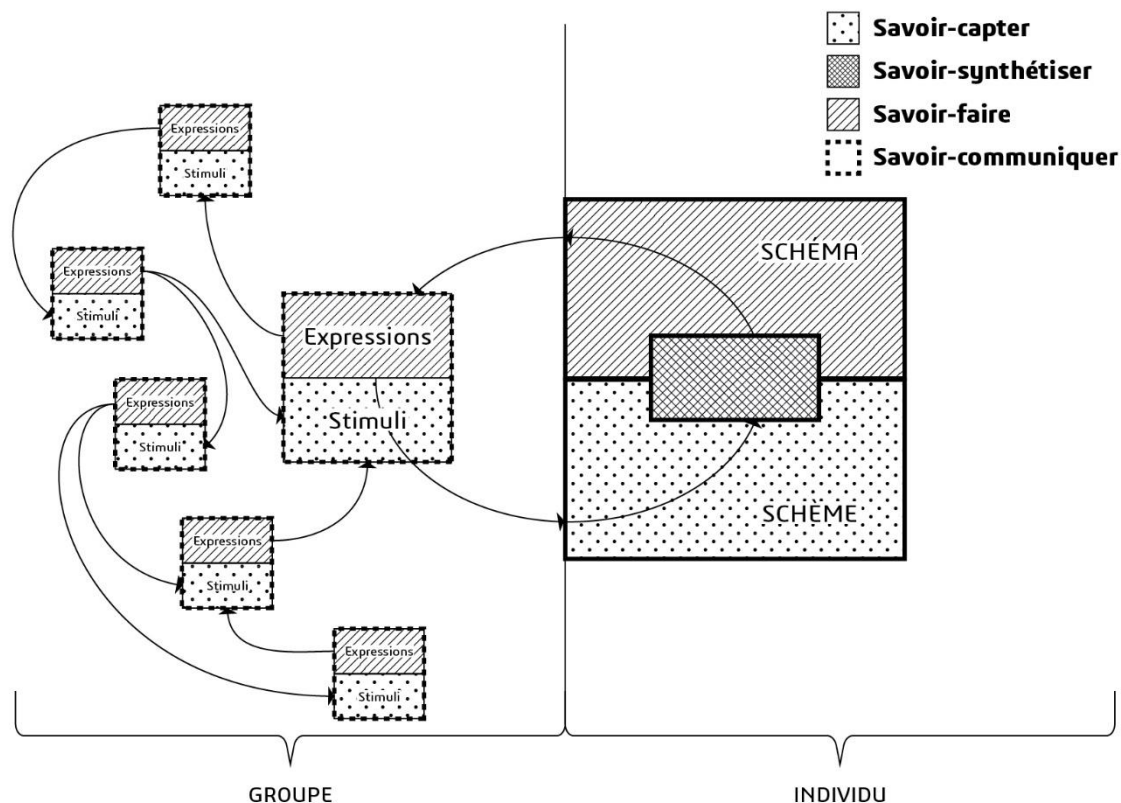 Savoir-capter
Savoir-synthétiser
Savoir-faire
Savoir-communiquer
Expressions
Stimuli
Expressions
Stimuli
Expressions
Stimuli
Expressions
Stimuli
Expressions
Stimuli
Expressions
Stimuli
SCHÉMA
SCHÈME
GROUPE
INDIVIDU